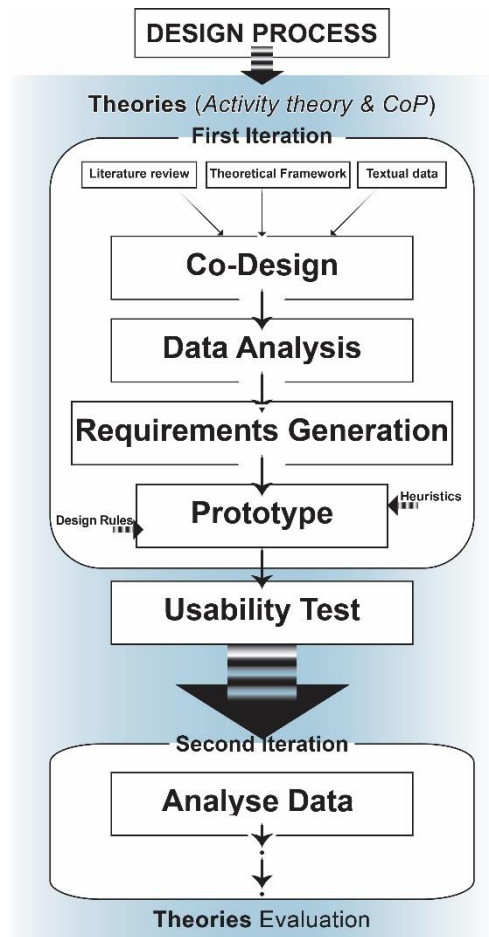 DESIGN PROCESS
Theories (Activity theory & CoP)
First Iteration
Literature review
Theoretical Framework
Textual data
Co-Design
Data Analysis
Requirements Generation
Heuristics
Prototype
Design Rules
Usability Test
Second Iteration
Analyse Data
Theories Evaluation